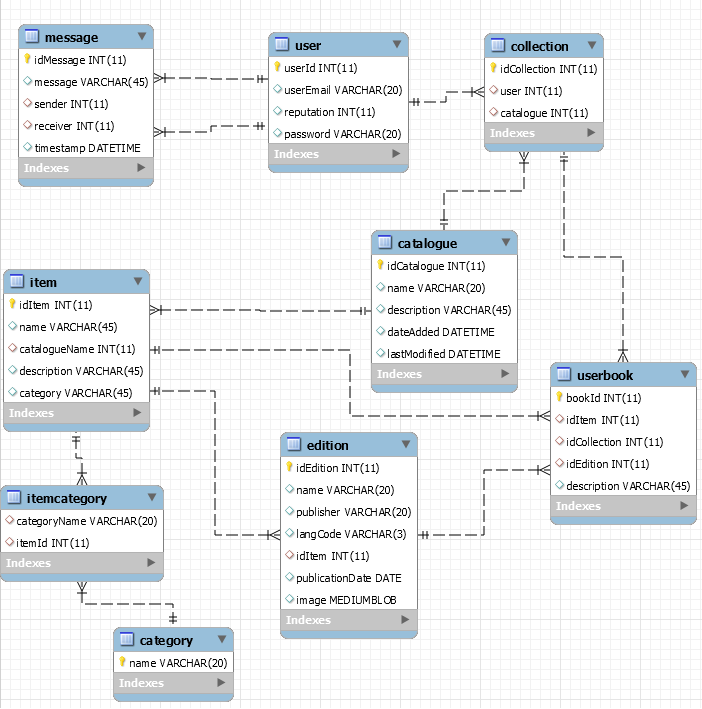 message
idMessage INT(11)
message VARCHAR(45)
sender INT(11)
receiver INT(11)
timestamp DATETIME
Indexes
user
userId INT(11)
userEmail VARCHAR(20)
reputation INT(11)
password VARCHAR(20)
Indexes
collection
idCollection INT(11)
user INT(11)
catalogue INT(11)
Indexes
catalogue
idCatalogue INT(11)
name VARCHAR(20)
description VARCHAR(45)
dateAdded DATETIME
lastModified DATETIME
Indexes
item
idItem INT(11)
name VARCHAR(45)
catalogueName INT(11)
description VARCHAR(45)
category VARCHAR(45)
Indexes
userbook
bookId INT(11)
idItem INT(11)
idCollection INT(11)
idEdition INT(11)
description VARCHAR(45)
Indexes
edition
idEdition INT(11)
name VARCHAR(20)
publisher VARCHAR(20)
langCode VARCHAR(3)
idItem INT(11)
publicationDate DATE
image MEDIUMBLOB
Indexes
itemcategory
categoryName VARCHAR(20)
itemId INT(11)
Indexes
category
name VARCHAR(20)
Indexes